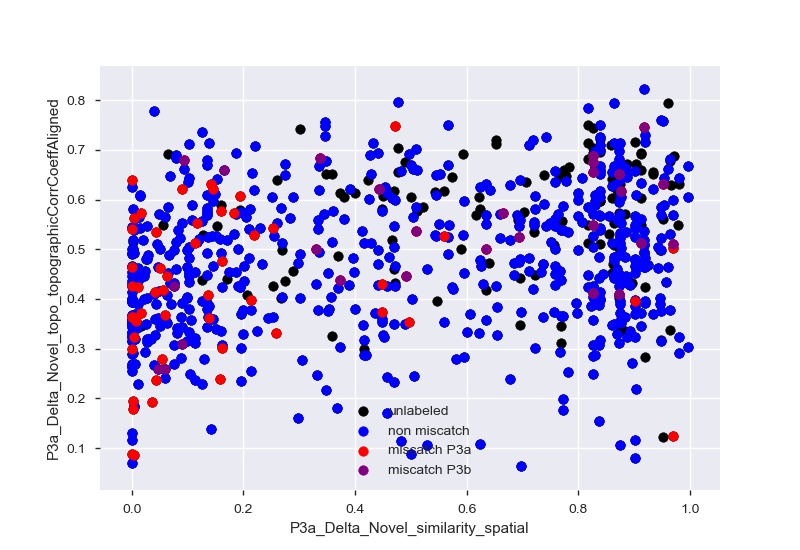 0.8
0.7
0.6
0.5
0.4
0.3
0.2
0.1
P3a_Delta_Novel_topo_topographicCorrCoeffAligned
unlabeled
non miscatch
miscatch P3a
miscatch P3b
0.0 0.2 0.4 0.6 0.8 1.0
P3a_Delta_Novel_similarity_spatial